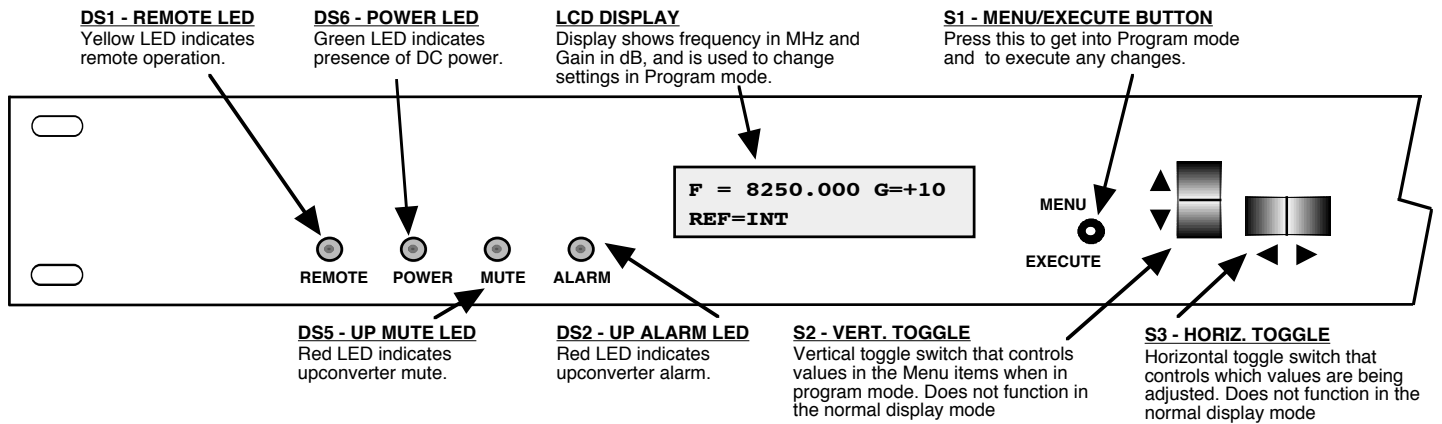 DS1 - REMOTE LED
Yellow LED indicates
remote operation.
DS6 - POWER LED
Green LED indicates
presence of DC power.
LCD DISPLAY
Display shows frequency in MHz and
Gain in dB, and is used to change
settings in Program mode.
S1 - MENU/EXECUTE BUTTON
Press this to get into Program mode
and to execute any changes.
F = 8250.000 G=+10
REF=INT
MENU
EXECUTE
REMOTE
POWER
MUTE
ALARM
DS5 - UP MUTE LED
Red LED indicates
upconverter mute.
DS2 - UP ALARM LED
Red LED indicates
upconverter alarm.
S2 - VERT. TOGGLE
Vertical toggle switch that controls
values in the Menu items when in
program mode. Does not function in
the normal display mode
S3 - HORIZ. TOGGLE
Horizontal toggle switch that
controls which values are being
adjusted. Does not function in the
normal display mode